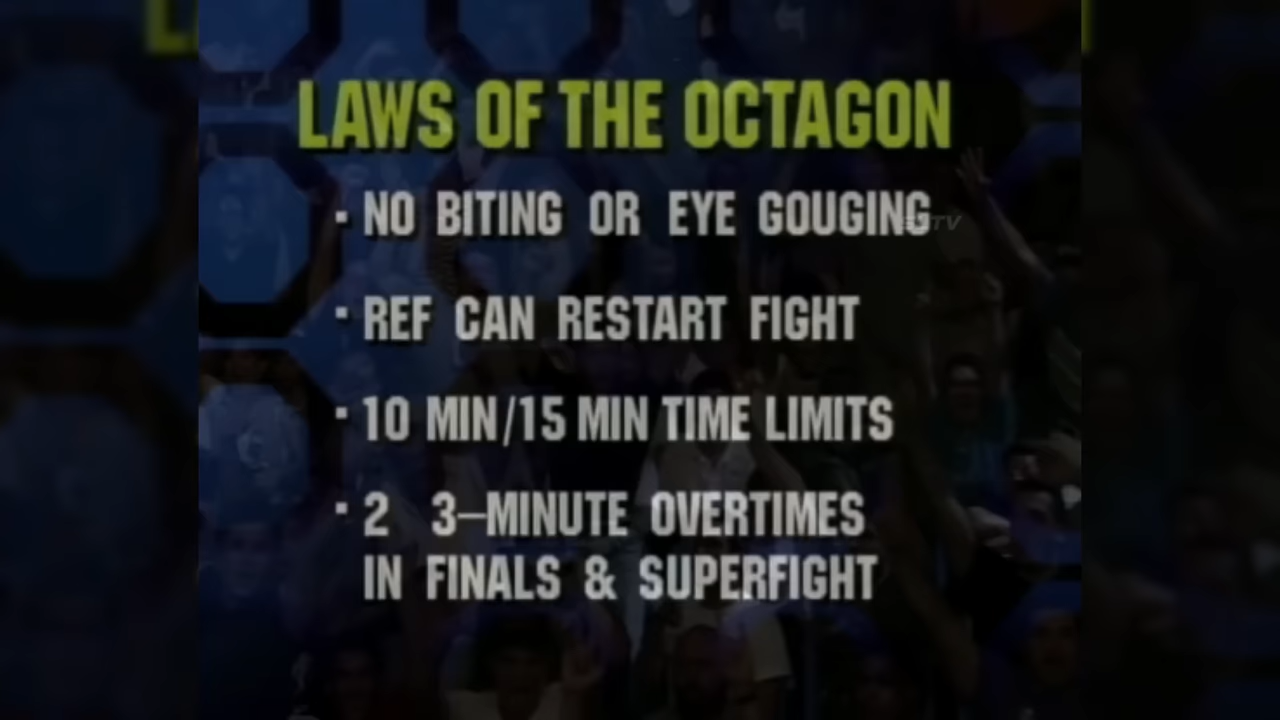 LAWS OF THE OCTAGON
· NO BITING OR EYE GOUGING
· REF CAN RESTART FIGHT
· 10 MIN/15 MIN TIME LIMITS
· 2 3–MINUTE OVERTIMES
IN FINALS & SUPERFIGHT